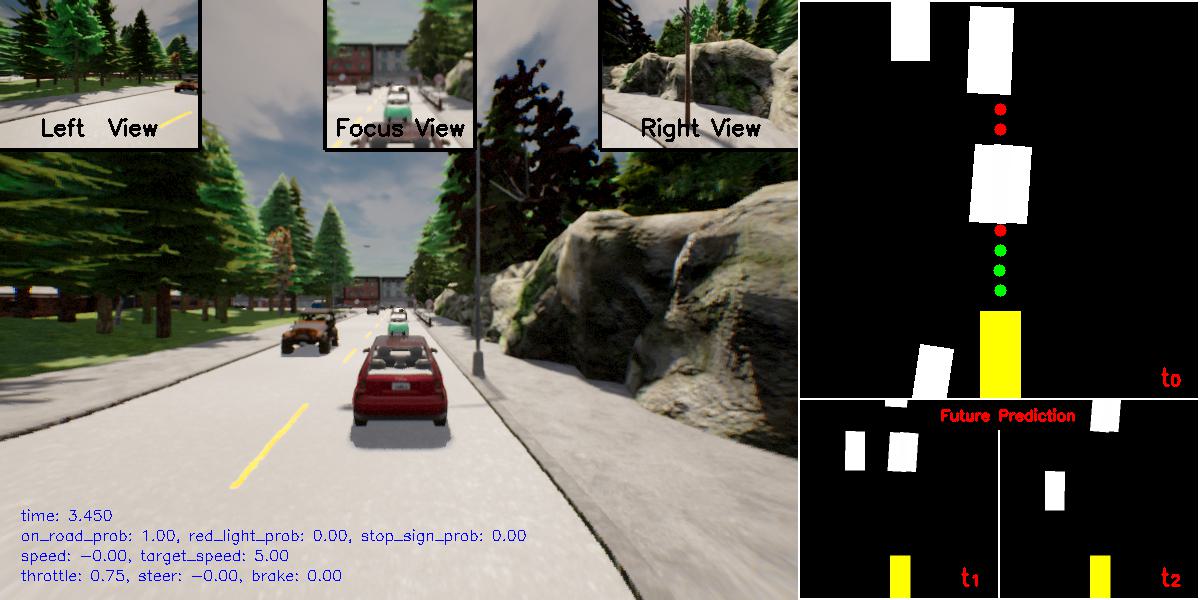 Left View
Focus View
Right View
t0
Future Prediction
t1
t2
time: 3.450
on_road_prob: 1.00, red_light_prob: 0.00, stop_sign_prob: 0.00
speed: −0.00, target_speed: 5.00
throttle: 0.75, steer: −0.00, brake: 0.00